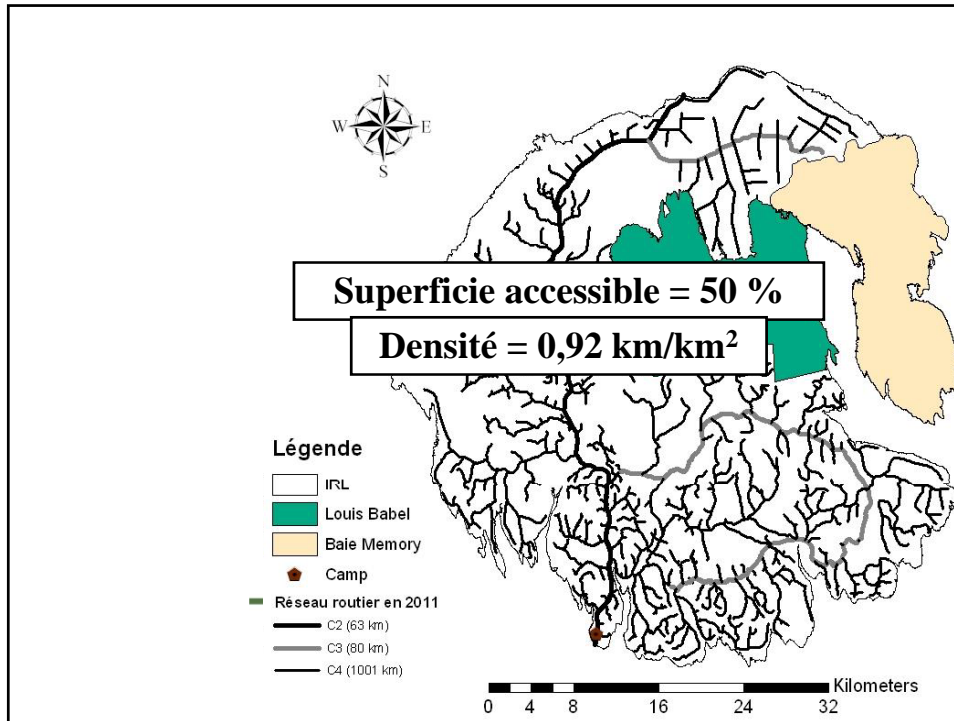 N
W E
S
Superficie accessible = 50 %
Densité = 0,92 km/km²
Légende
IRL
Louis Babel
Baie Memory
Camp
Réseau routier en 2011
C2 (63 km)
C3 (80 km)
C4 (1001 km)
Kilometers
0 4 8 16 24 32